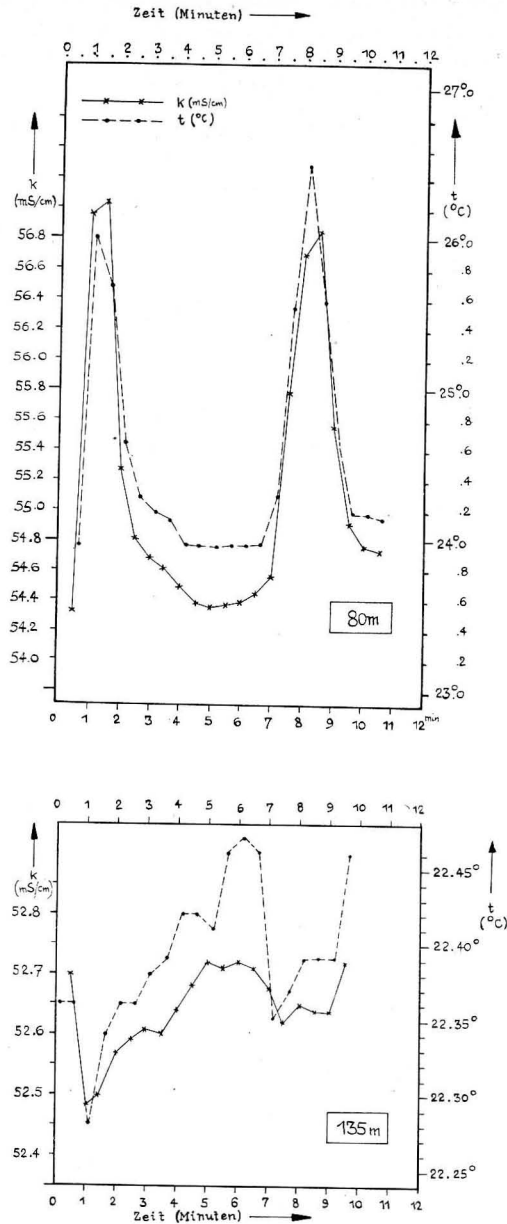 Zeit (Minuten)
0 1 2 3 4 5 6 7 8 9 10 11 12
k (mS/cm)
t (°C)
k
(mS/cm)
56.8
56.6
56.4
56.2
56.0
55.8
55.6
55.4
55.2
55.0
54.8
54.6
54.4
54.2
54.0
27°.0
t
(°C)
26°.0
.8
.6
.4
.2
25°.0
.8
.6
.4
.2
24°.0
.8
.6
.4
.2
23°.0
80m
0 1 2 3 4 5 6 7 8 9 10 11 12 min
0 1 2 3 4 5 6 7 8 9 10 11 12
k
(mS/cm)
52.8
52.7
52.6
52.5
52.4
22.45°
t
(°C)
22.40°
22.35°
22.30°
22.25°
135m
0 1 2 3 4 5 6 7 8 9 10 11 12
Zeit (Minuten)